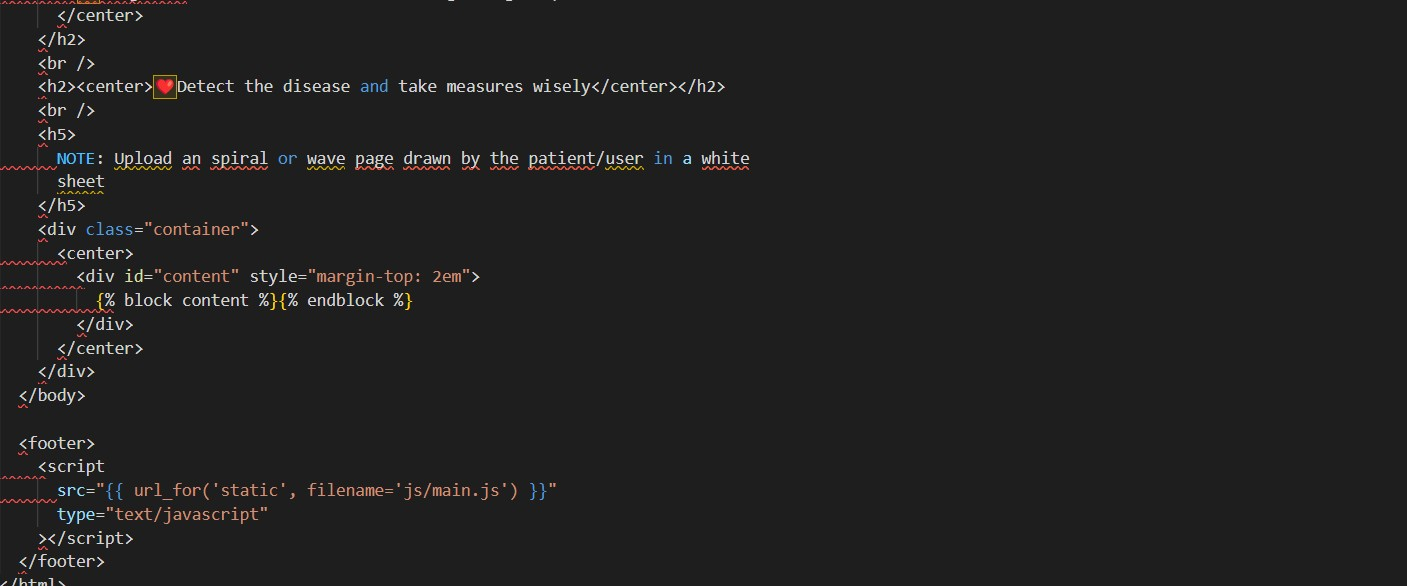 </center>
</h2>
<br />
<h2><center>❤️Detect the disease and take measures wisely</center></h2>
<br />
<h5>
NOTE: Upload an spiral or wave page drawn by the patient/user in a white
sheet
</h5>
<div class="container">
<center>
<div id="content" style="margin-top: 2em">
{% block content %}{% endblock %}
</div>
</center>
</div>
</body>
<footer>
<script
src="{{ url_for('static', filename='js/main.js') }}"
type="text/javascript"
></script>
</footer>
</html>